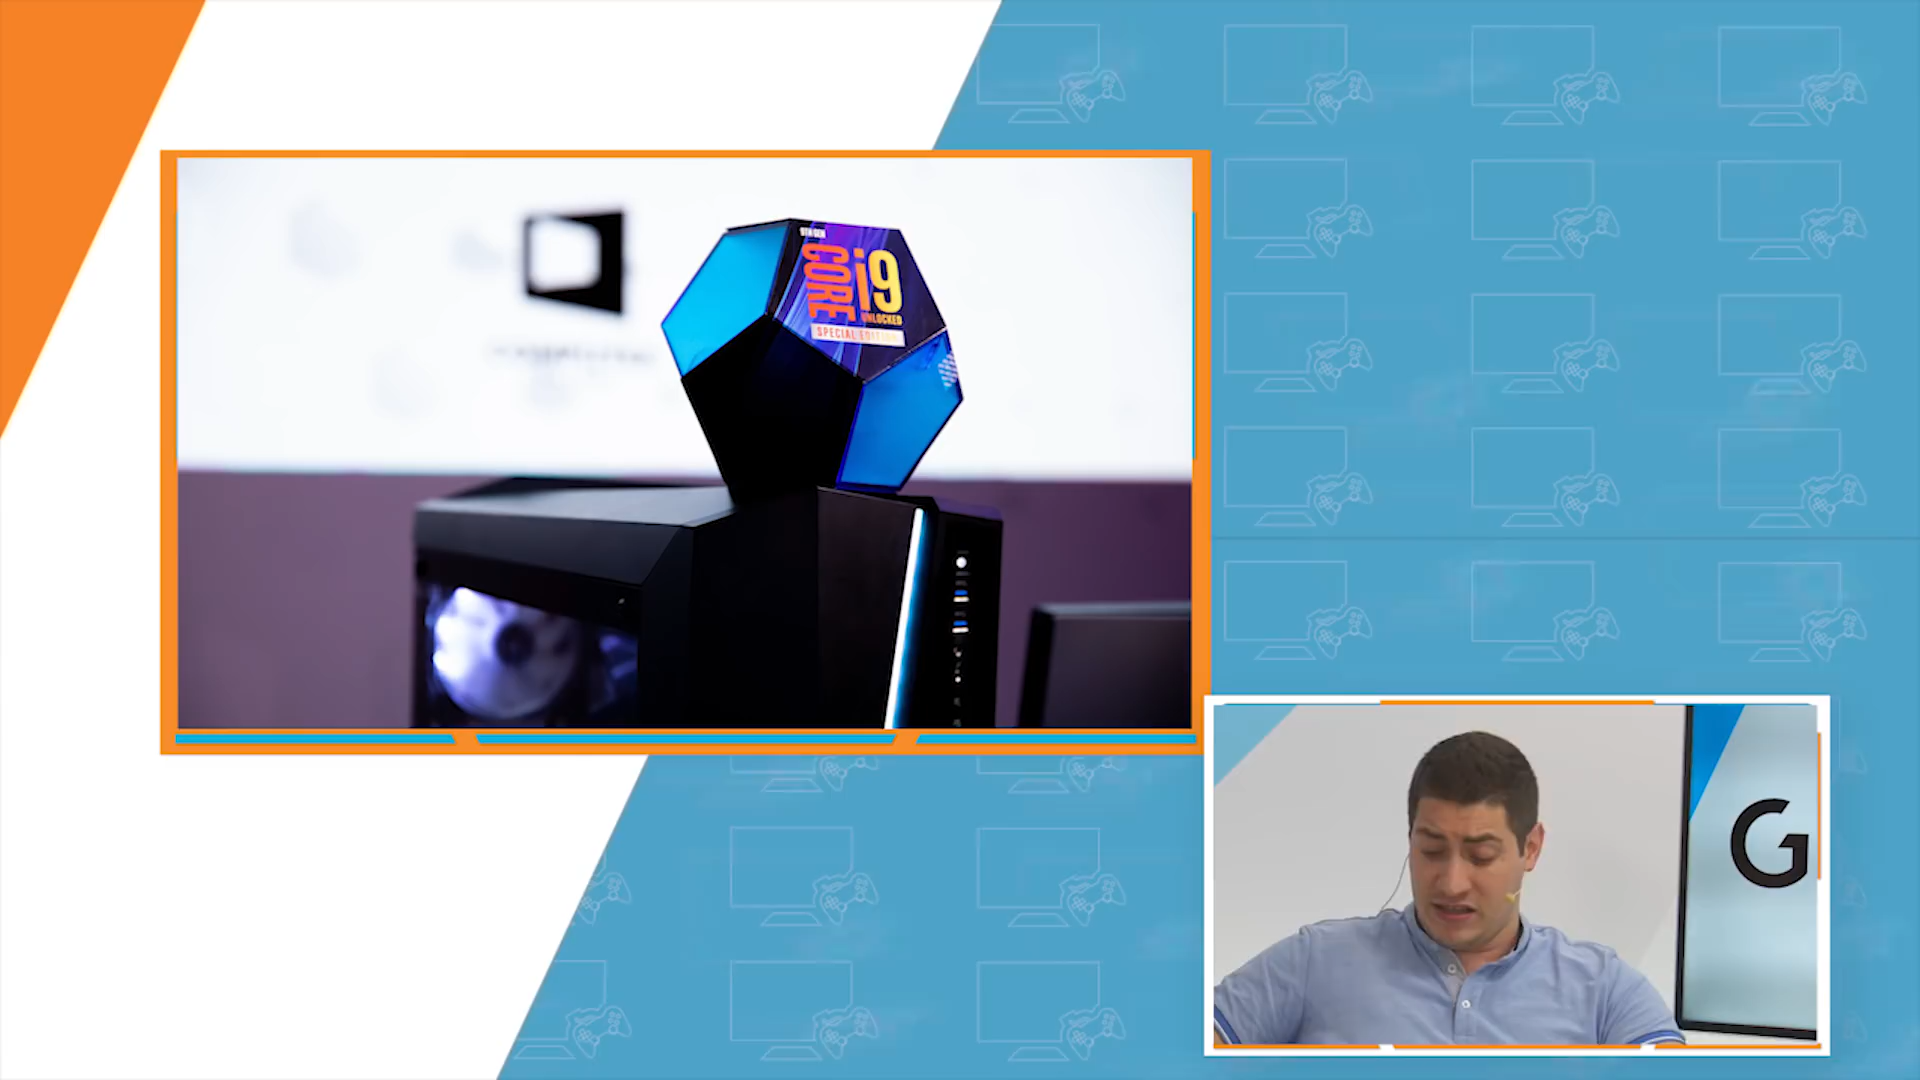 9TH GEN
CORE
i9
UNLOCKED
SPECIAL EDITION
G